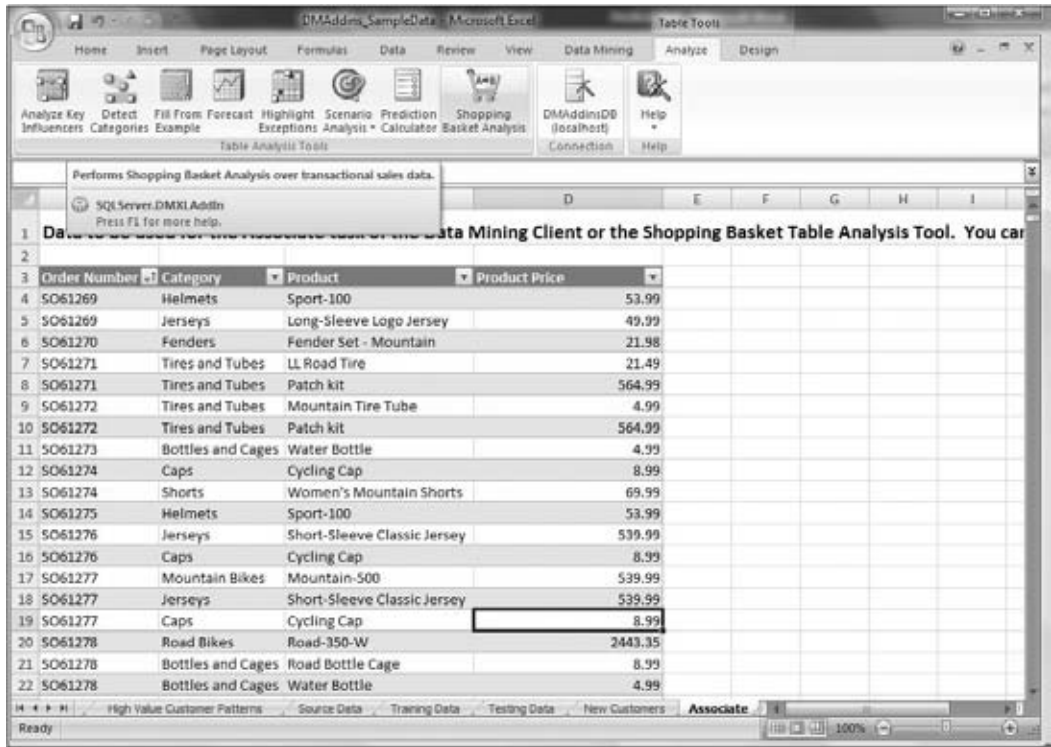 DMAddins_SampleData - Microsoft Excel
Table Tools
Home Insert Page Layout Formulas Data Review View Data Mining Analyze Design
Analyze Key Influencers
Detect Categories
Fill From Example
Forecast
Highlight Exceptions
Scenario Analysis
Prediction Calculator
Shopping Basket Analysis
DMAddinsDB (localhost)
Help
Table Analysis Tools
Connection
Help
Performs Shopping Basket Analysis over transactional sales data.
SQLServer.DMXLAddIn
Press F1 for more help.
D E F G H I
1 Data to be used for the Associate task of the Data Mining Client or the Shopping Basket Table Analysis Tool. You can
2
3 Order Number Category Product Product Price
4 SO61269 Helmets Sport-100 53.99
5 SO61269 Jerseys Long-Sleeve Logo Jersey 49.99
6 SO61270 Fenders Fender Set - Mountain 21.98
7 SO61271 Tires and Tubes LL Road Tire 21.49
8 SO61271 Tires and Tubes Patch kit 564.99
9 SO61272 Tires and Tubes Mountain Tire Tube 4.99
10 SO61272 Tires and Tubes Patch kit 564.99
11 SO61273 Bottles and Cages Water Bottle 4.99
12 SO61274 Caps Cycling Cap 8.99
13 SO61274 Shorts Women's Mountain Shorts 69.99
14 SO61275 Helmets Sport-100 53.99
15 SO61276 Jerseys Short-Sleeve Classic Jersey 539.99
16 SO61276 Caps Cycling Cap 8.99
17 SO61277 Mountain Bikes Mountain-500 539.99
18 SO61277 Jerseys Short-Sleeve Classic Jersey 539.99
19 SO61277 Caps Cycling Cap 8.99
20 SO61278 Road Bikes Road-350-W 2443.35
21 SO61278 Bottles and Cages Road Bottle Cage 8.99
22 SO61278 Bottles and Cages Water Bottle 4.99
High Value Customer Patterns Source Data Training Data Testing Data New Customers Associate
Ready 100%